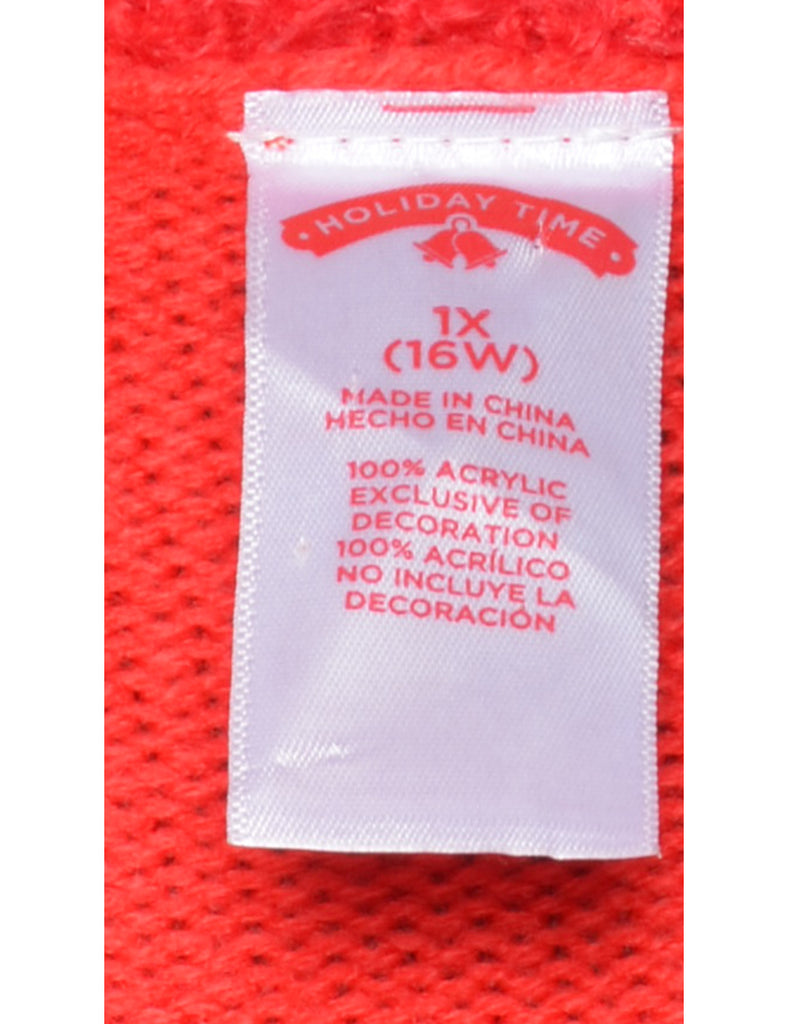 HOLIDAY TIME
1X
(16W)
MADE IN CHINA
HECHO EN CHINA
100% ACRYLIC
EXCLUSIVE OF
DECORATION
100% ACRÍLICO
NO INCLUYE LA
DECORACIÓN